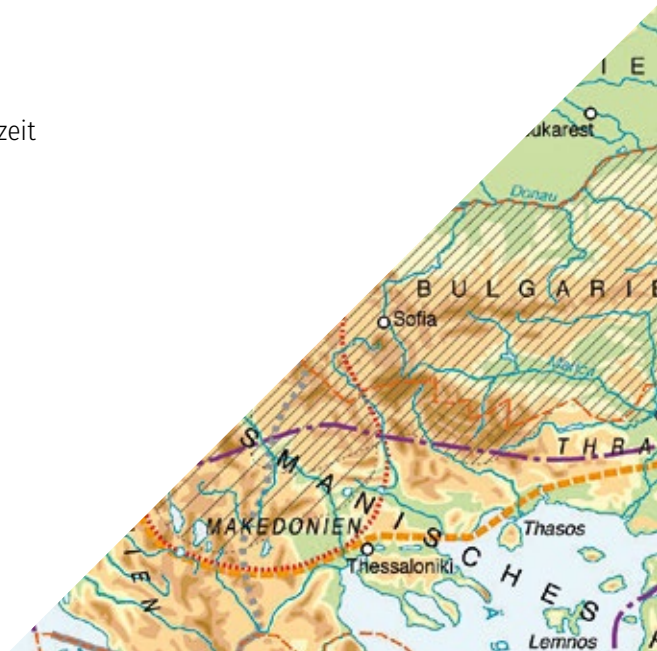 zeit
I E
ukarest
Donau
B U L G A R I E
Sofia
Marica
T H R A
S M A N I S C H E S
MAKEDONIEN
Thasos
Thessaloniki
I E N
Ä g
Lemnos